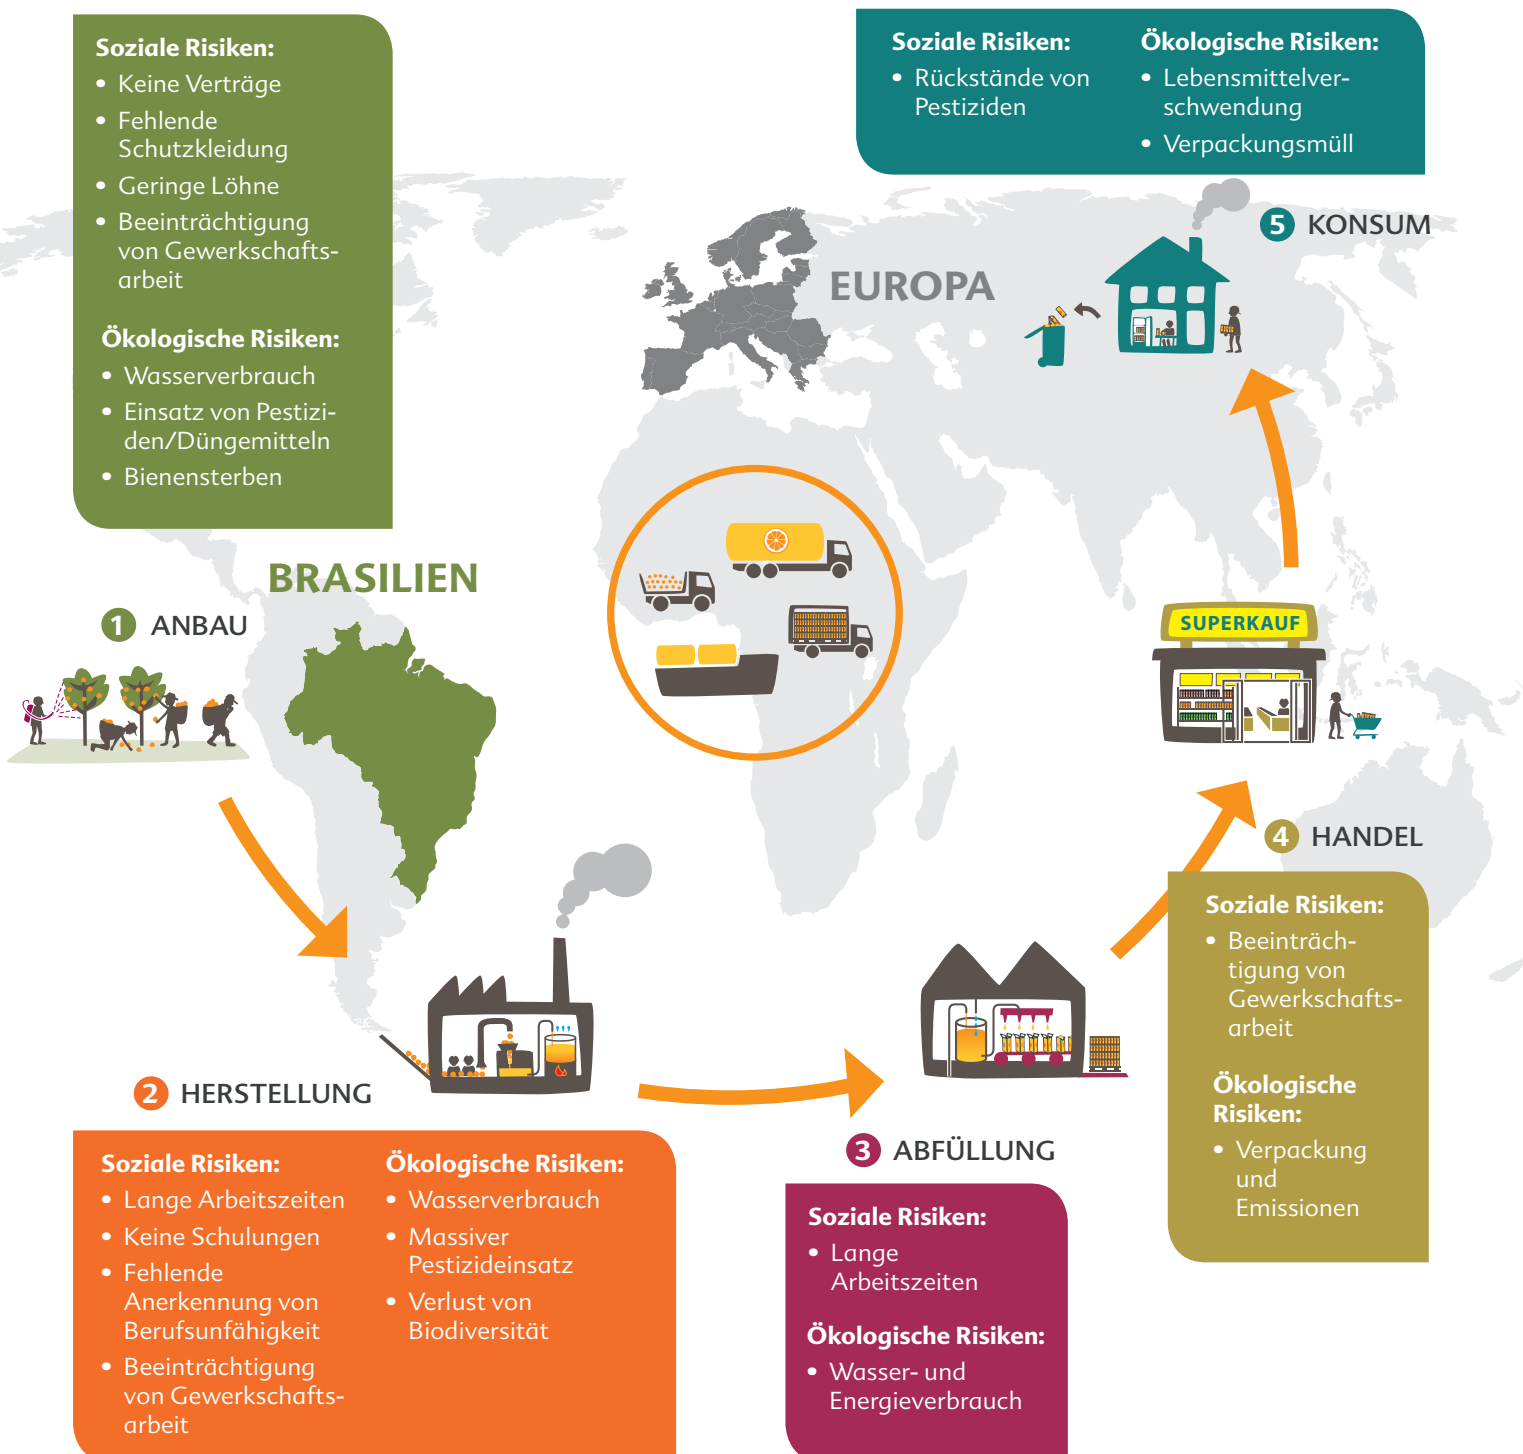 Soziale Risiken:
• Keine Verträge
• Fehlende
Schutzkleidung
• Geringe Löhne
• Beeinträchtigung
von Gewerkschafts-
arbeit
Ökologische Risiken:
• Wasserverbrauch
• Einsatz von Pestizi-
den/Düngemitteln
• Bienensterben
BRASILIEN
1 ANBAU
2 HERSTELLUNG
Soziale Risiken:
• Lange Arbeitszeiten
• Keine Schulungen
• Fehlende
Anerkennung von
Berufsunfähigkeit
• Beeinträchtigung
von Gewerkschafts-
arbeit
Ökologische Risiken:
• Wasserverbrauch
• Massiver
Pestizideinsatz
• Verlust von
Biodiversität
3 ABFÜLLUNG
Soziale Risiken:
• Lange
Arbeitszeiten
Ökologische Risiken:
• Wasser- und
Energieverbrauch
SUPERKAUF
4 HANDEL
Soziale Risiken:
• Beeinträch-
tigung von
Gewerkschafts-
arbeit
Ökologische
Risiken:
• Verpackung
und
Emissionen
EUROPA
5 KONSUM
Soziale Risiken:
• Rückstände von
Pestiziden
Ökologische Risiken:
• Lebensmittelver-
schwendung
• Verpackungsmüll